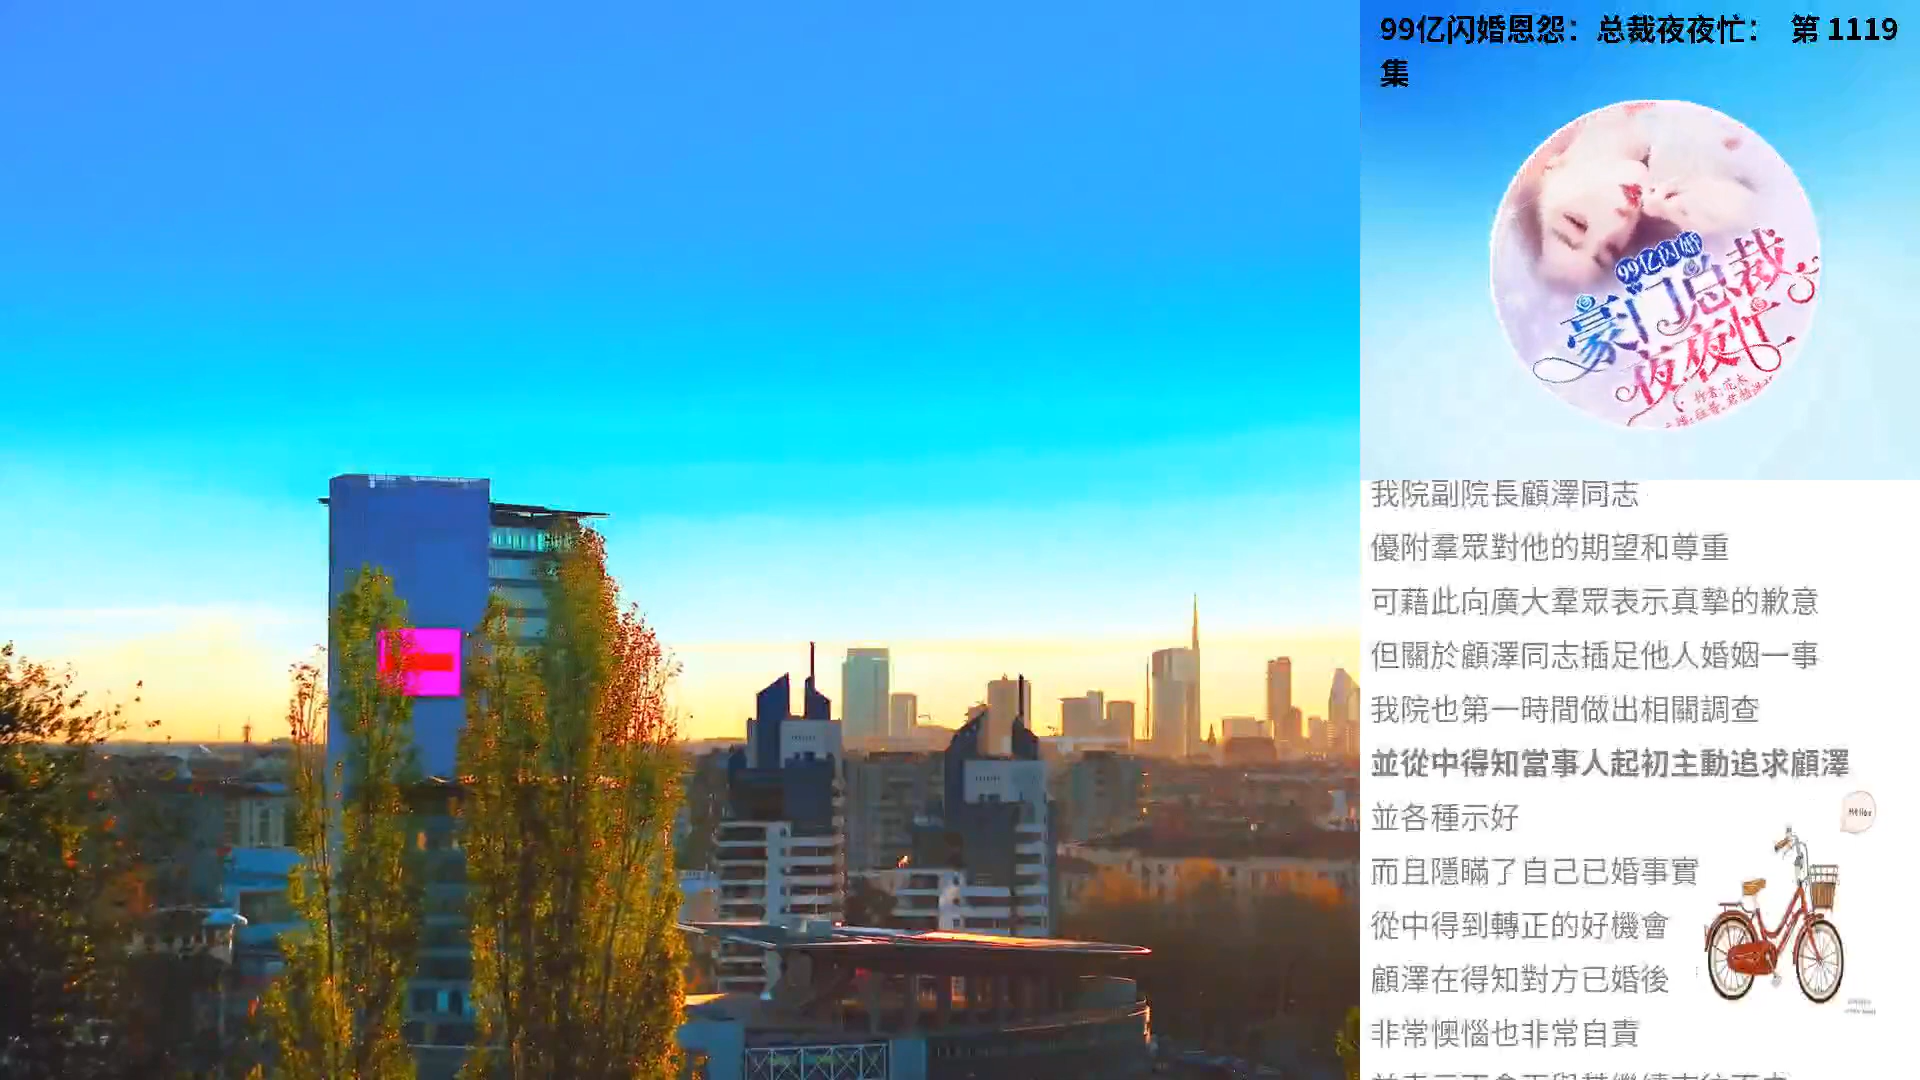 99亿闪婚恩怨：总裁夜夜忙： 第 1119
集
99亿闪婚
豪门总裁
夜夜忙
我院副院長顧澤同志
優附羣眾對他的期望和尊重
可藉此向廣大羣眾表示真摯的歉意
但關於顧澤同志插足他人婚姻一事
我院也第一時間做出相關調查
並從中得知當事人起初主動追求顧澤
並各種示好
Hello
而且隱瞞了自己已婚事實
從中得到轉正的好機會
顧澤在得知對方已婚後
非常懊惱也非常自責